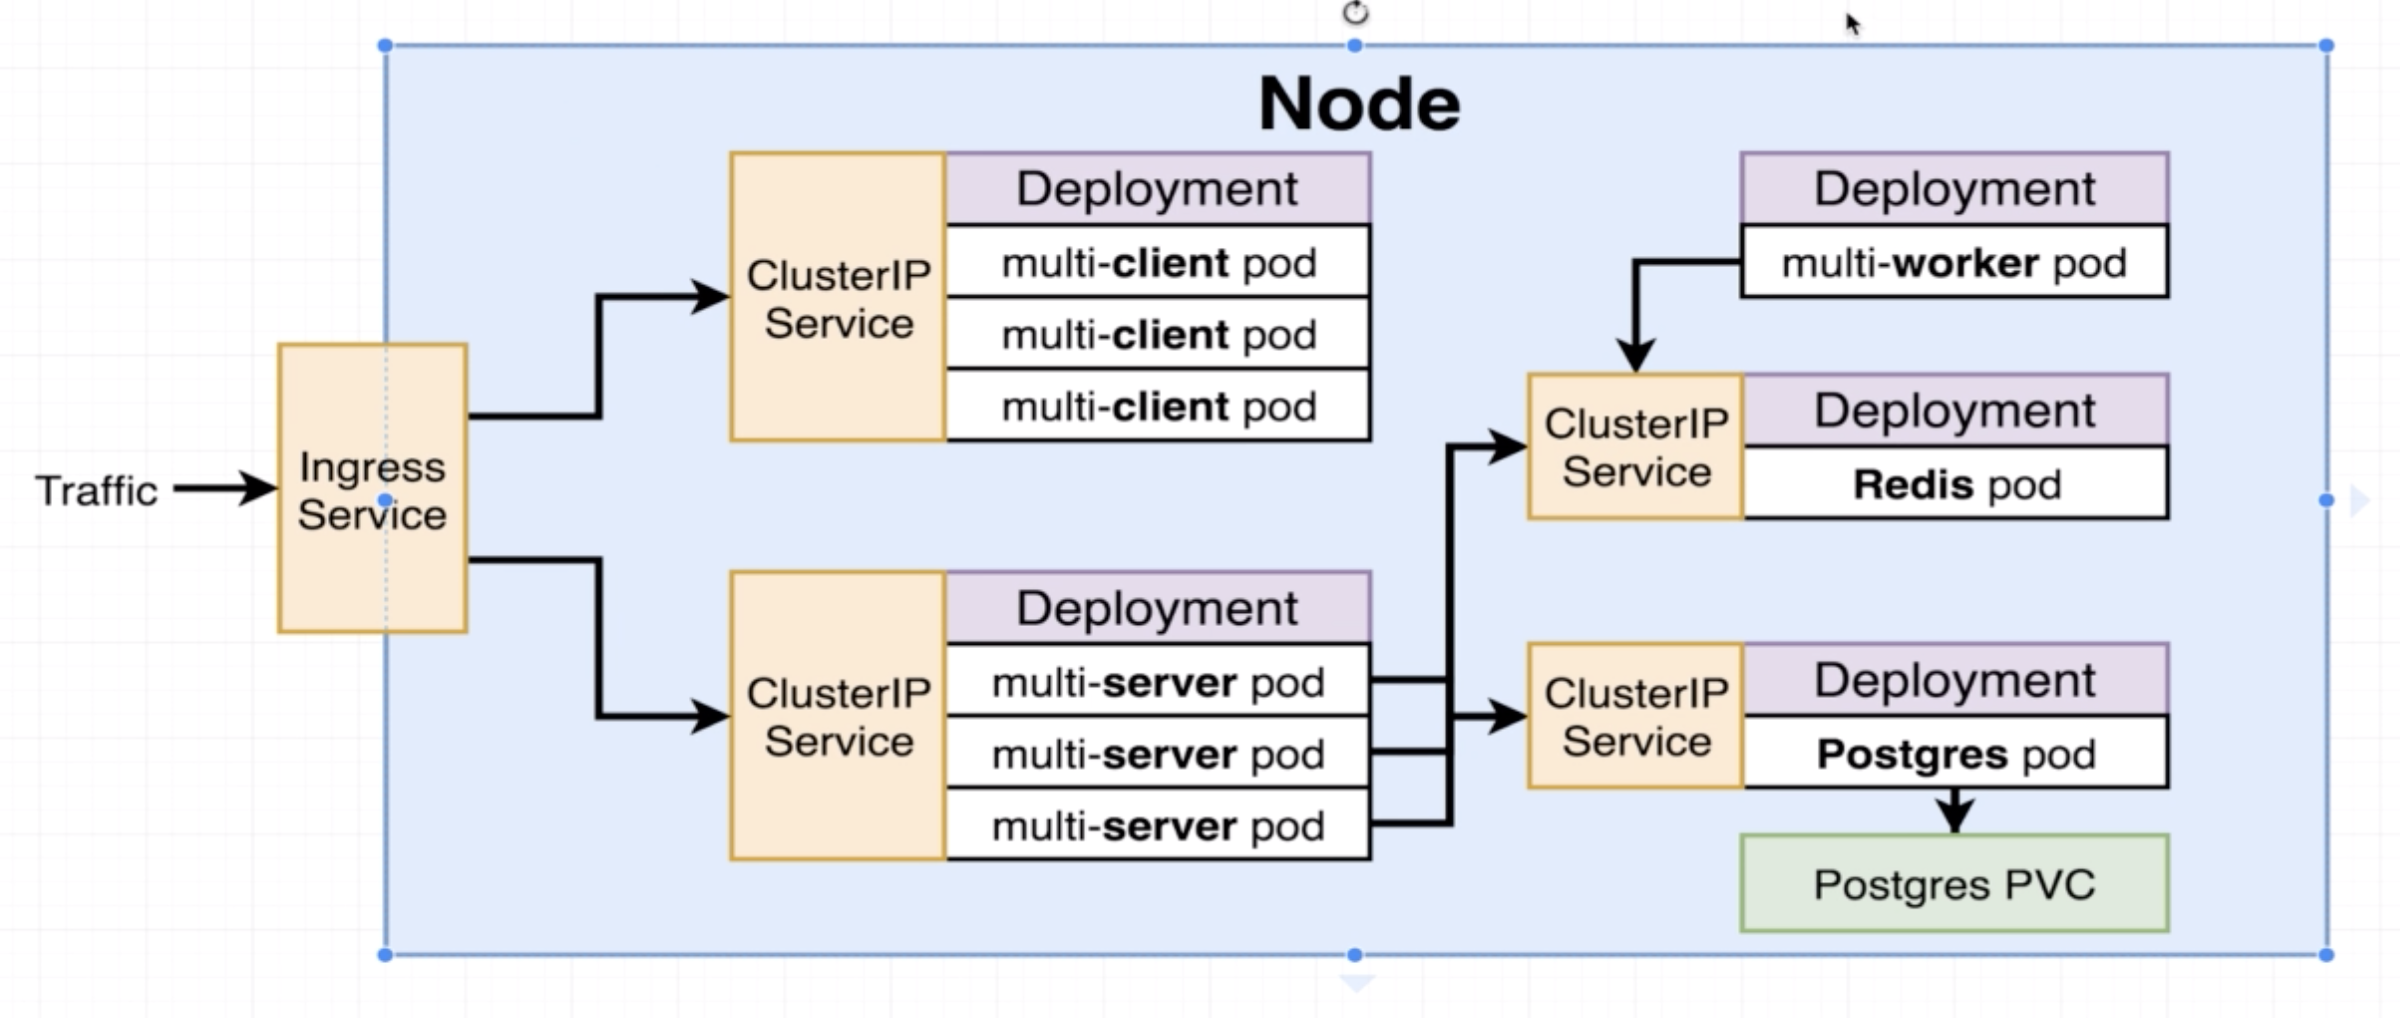 Node
Traffic
Ingress
Service
ClusterIP
Service
Deployment
multi-client pod
multi-client pod
multi-client pod
ClusterIP
Service
Deployment
multi-server pod
multi-server pod
multi-server pod
Deployment
multi-worker pod
ClusterIP
Service
Deployment
Redis pod
ClusterIP
Service
Deployment
Postgres pod
Postgres PVC